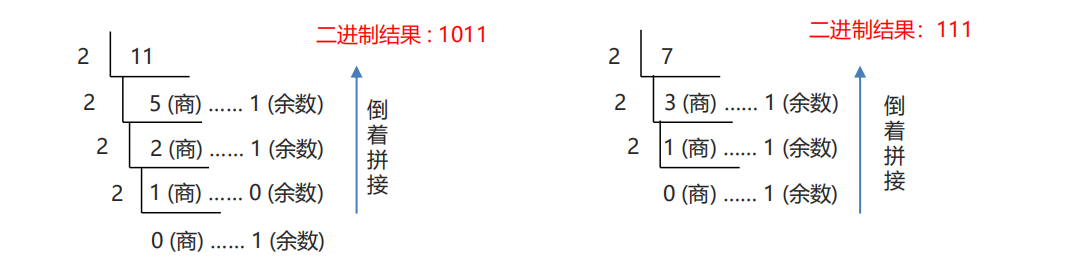 二进制结果 : 1011
2 11
2 5 (商) …… 1 (余数)
2 2 (商) …… 1 (余数)
2 1 (商) …… 0 (余数)
0 (商) …… 1 (余数)
倒着拼接
二进制结果：111
2 7
2 3 (商) …… 1 (余数)
2 1 (商) …… 1 (余数)
0 (商) …… 1 (余数)
倒着拼接